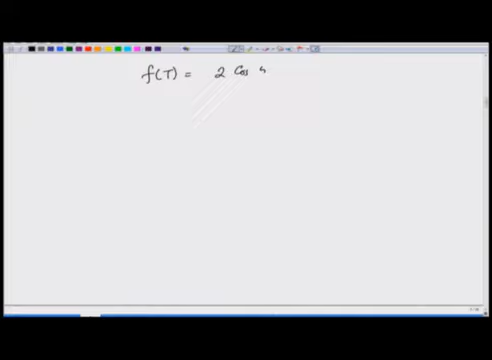 f(T) = 2 cos